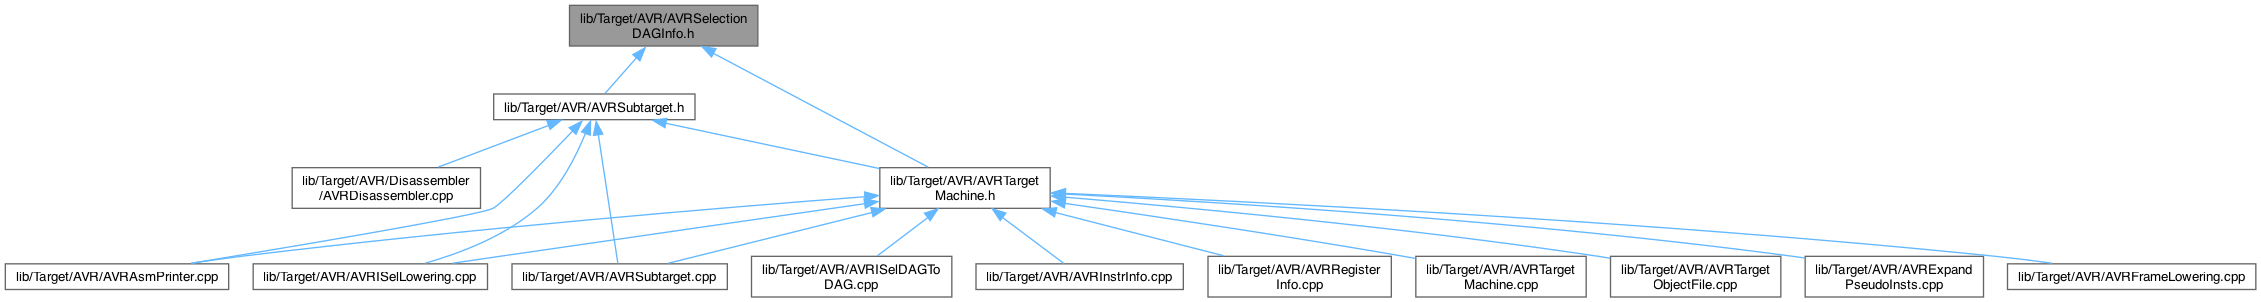 lib/Target/AVR/AVRSelection
DAGInfo.h
lib/Target/AVR/AVRSubtarget.h
lib/Target/AVR/Disassembler
/AVRDisassembler.cpp
lib/Target/AVR/AVRTarget
Machine.h
lib/Target/AVR/AVRAsmPrinter.cpp
lib/Target/AVR/AVRISelLowering.cpp
lib/Target/AVR/AVRSubtarget.cpp
lib/Target/AVR/AVRISelDAGTo
DAG.cpp
lib/Target/AVR/AVRInstrInfo.cpp
lib/Target/AVR/AVRRegister
Info.cpp
lib/Target/AVR/AVRTarget
Machine.cpp
lib/Target/AVR/AVRTarget
ObjectFile.cpp
lib/Target/AVR/AVRExpand
PseudoInsts.cpp
lib/Target/AVR/AVRFrameLowering.cpp